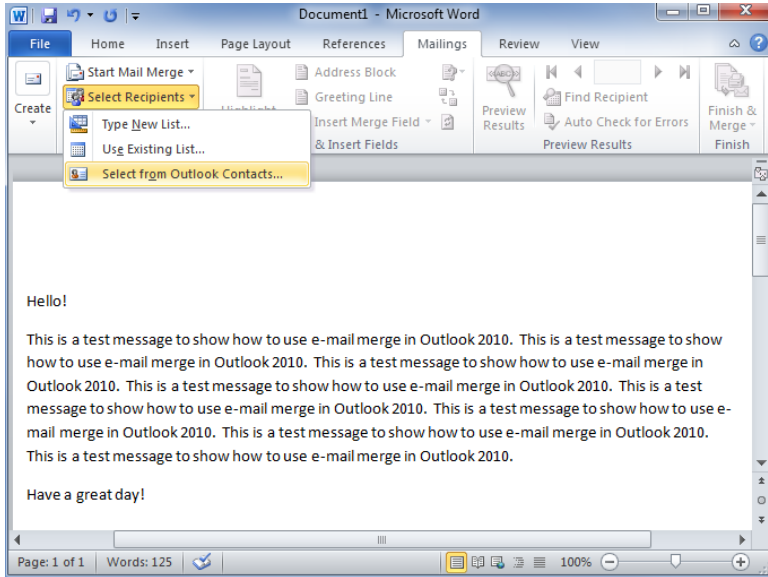 Document1 - Microsoft Word
File Home Insert Page Layout References Mailings Review View
Create
Start Mail Merge
Select Recipients
Type New List...
Use Existing List...
Select from Outlook Contacts...
Address Block
Greeting Line
Insert Merge Field
& Insert Fields
ABC
Preview
Results
Find Recipient
Auto Check for Errors
Preview Results
Finish &
Merge
Finish
Hello!
This is a test message to show how to use e-mail merge in Outlook 2010. This is a test message to show
how to use e-mail merge in Outlook 2010. This is a test message to show how to use e-mail merge in
Outlook 2010. This is a test message to show how to use e-mail merge in Outlook 2010. This is a test
message to show how to use e-mail merge in Outlook 2010. This is a test message to show how to use e-
mail merge in Outlook 2010. This is a test message to show how to use e-mail merge in Outlook 2010.
This is a test message to show how to use e-mail merge in Outlook 2010.
Have a great day!
Page: 1 of 1 Words: 125 100%